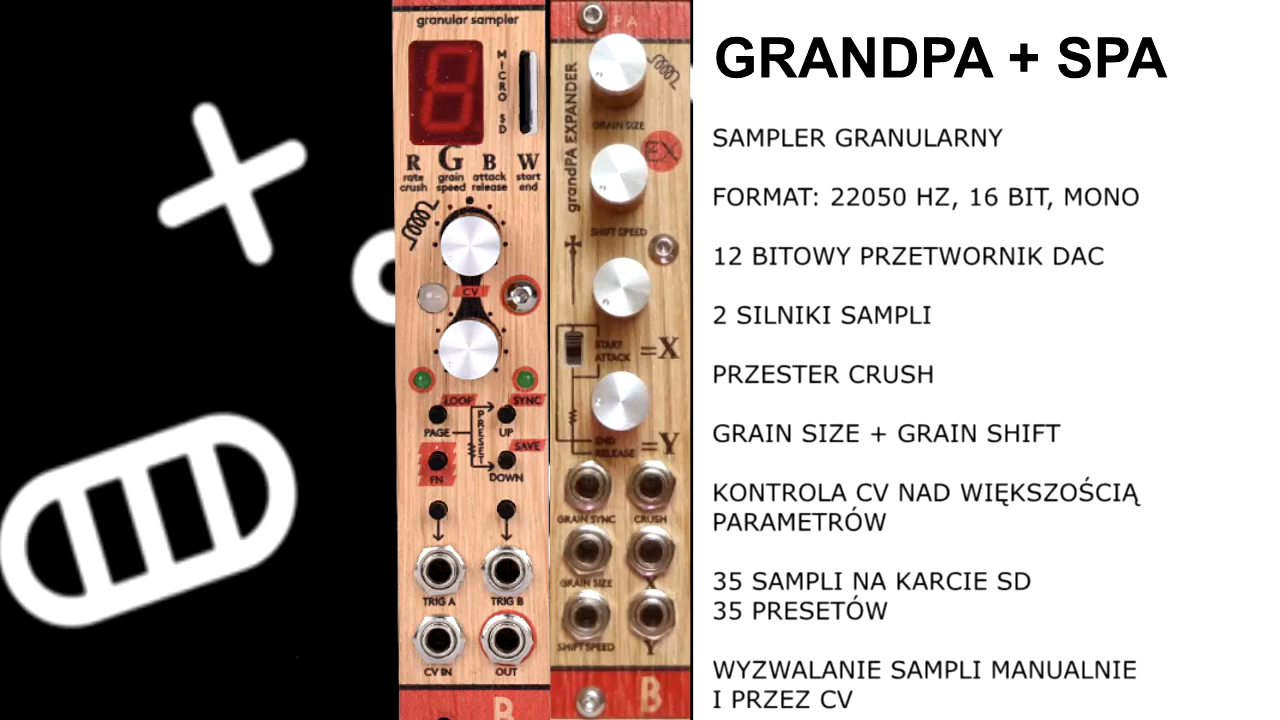 granular sampler
8
MICRO SD
R G B W
rate crush
grain speed
attack release
start end
CV
LOOP
SYNC
PAGE
PRESET
UP
SAVE
FN
DOWN
TRIG A
TRIG B
CV IN
OUT
B
PA
grandPA EXPANDER
GRAIN SIZE
EX
SHIFT SPEED
START
ATTACK
=X
END
RELEASE
=Y
GRAIN SYNC
CRUSH
GRAIN SIZE
X
SHIFT SPEED
Y
B
GRANDPA + SPA
SAMPLER GRANULARNY
FORMAT: 22050 HZ, 16 BIT, MONO
12 BITOWY PRZETWORNIK DAC
2 SILNIKI SAMPLI
PRZESTER CRUSH
GRAIN SIZE + GRAIN SHIFT
KONTROLA CV NAD WIĘKSZOŚCIĄ
PARAMETRÓW
35 SAMPLI NA KARCIE SD
35 PRESETÓW
WYZWALANIE SAMPLI MANUALNIE
I PRZEZ CV